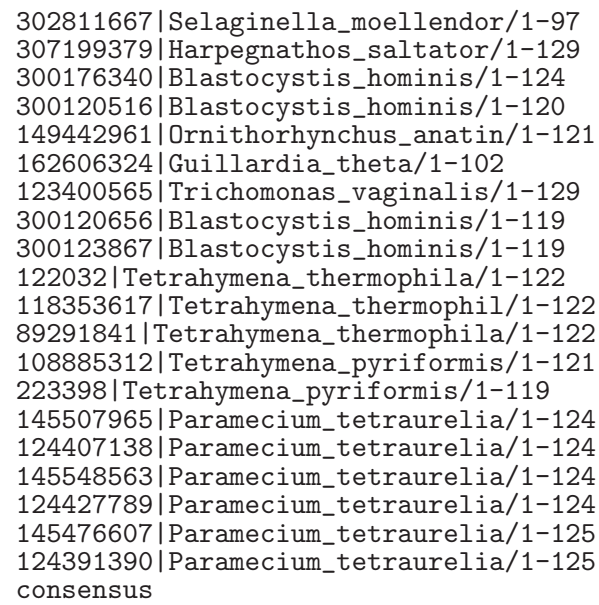 302811667|Selaginella_moellendor/1-97
307199379|Harpegnathos_saltator/1-129
300176340|Blastocystis_hominis/1-124
300120516|Blastocystis_hominis/1-120
149442961|Ornithorhynchus_anatin/1-121
162606324|Guillardia_theta/1-102
123400565|Trichomonas_vaginalis/1-129
300120656|Blastocystis_hominis/1-119
300123867|Blastocystis_hominis/1-119
122032|Tetrahymena_thermophila/1-122
118353617|Tetrahymena_thermophil/1-122
89291841|Tetrahymena_thermophila/1-122
108885312|Tetrahymena_pyriformis/1-121
223398|Tetrahymena_pyriformis/1-119
145507965|Paramecium_tetraurelia/1-124
124407138|Paramecium_tetraurelia/1-124
145548563|Paramecium_tetraurelia/1-124
124427789|Paramecium_tetraurelia/1-124
145476607|Paramecium_tetraurelia/1-125
124391390|Paramecium_tetraurelia/1-125
consensus